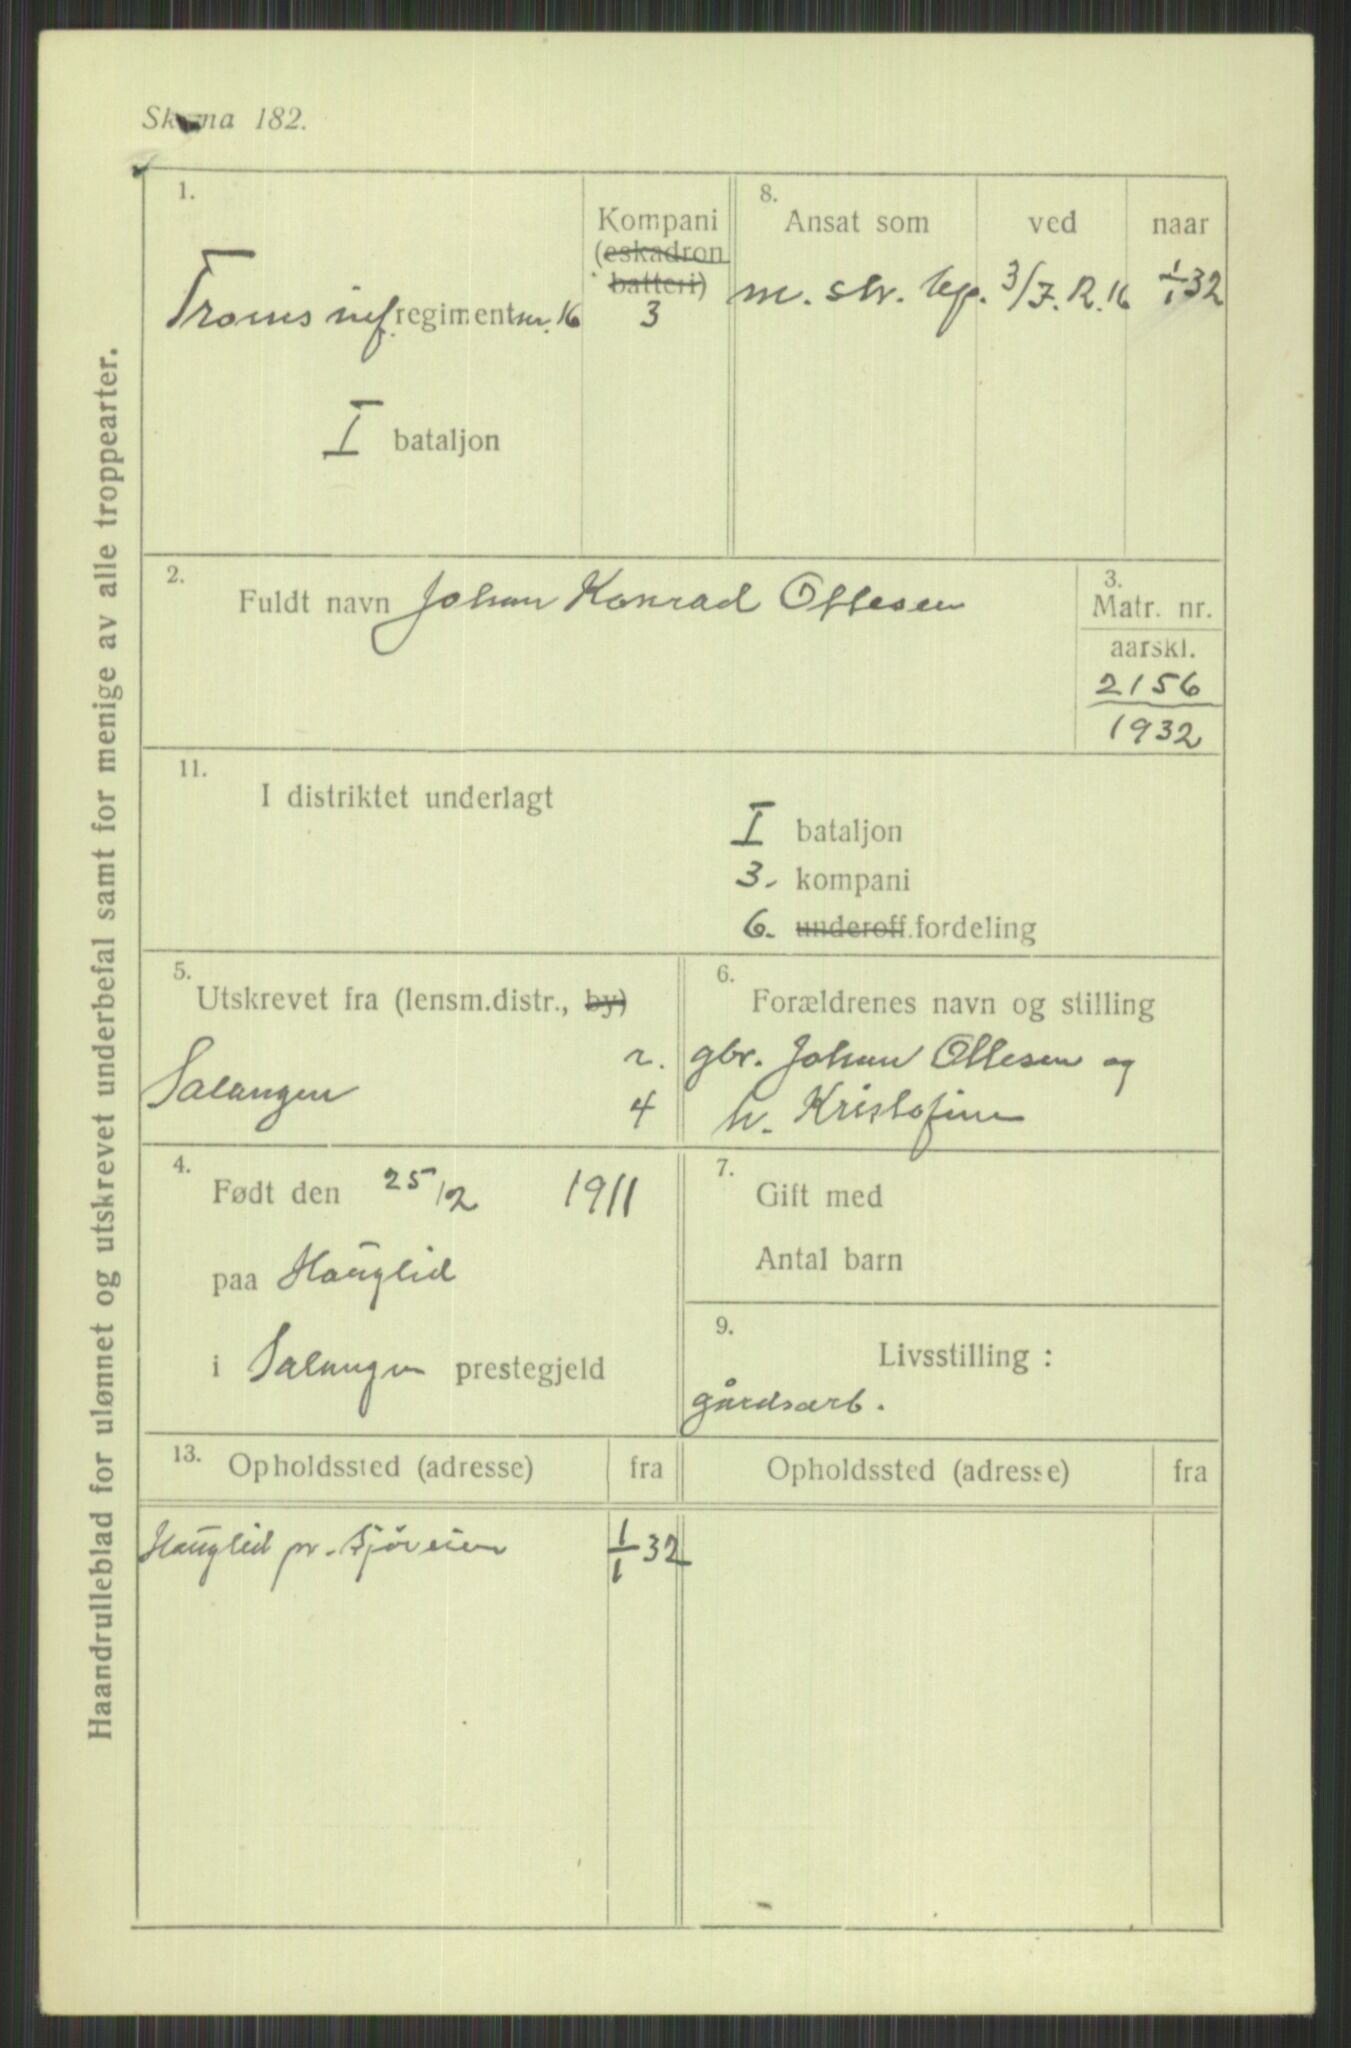 Skema 182.
Haandrulleblad for ulønnet og utskrevet underbefal samt for menige av alle troppearter.
1.
Kompani
(eskadron
batteri)
Troms inf. regiment nr. 16
3
I bataljon
8.
Ansat som ved naar
m. str. kp. 3/I.R.16 1/1 32
2.
Fuldt navn Johan Konrad Ollesen
3.
Matr. nr.
aarskl.
2156
1932
11.
I distriktet underlagt
I bataljon
3. kompani
6. underoff.fordeling
5.
Utskrevet fra (lensm.distr., by)
r.
Salangen 4
6.
Forældrenes navn og stilling
gbr. Johan Ollesen og
h. Kristofine
4.
Født den 25/2 1911
paa Hauglid
i Salangen prestegjeld
7.
Gift med
Antal barn
9.
Livsstilling :
gårdsarb.
13.
Opholdssted (adresse) fra Opholdssted (adresse) fra
Hauglid pr. Sjøveien 1/1 32